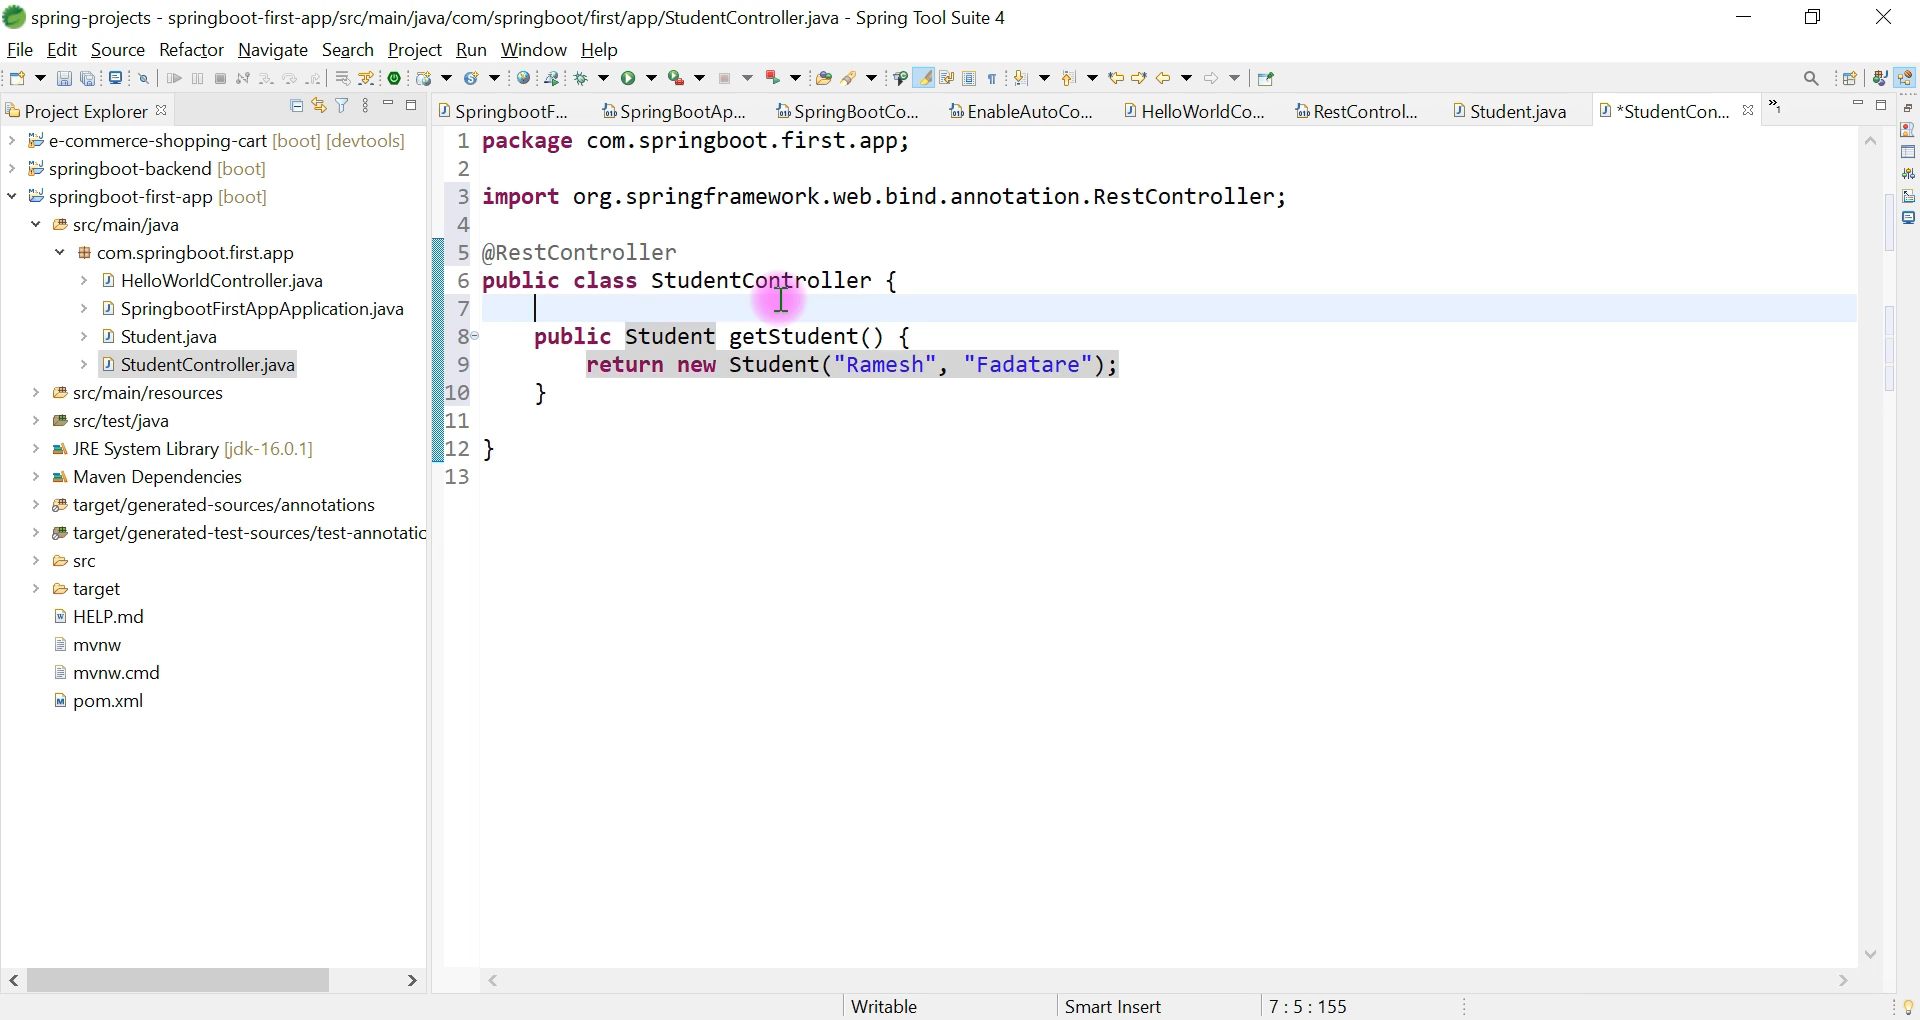 spring-projects - springboot-first-app/src/main/java/com/springboot/first/app/StudentController.java - Spring Tool Suite 4
File Edit Source Refactor Navigate Search Project Run Window Help
Project Explorer
SpringbootF... SpringBootAp... SpringBootCo... EnableAutoCo... HelloWorldCo... RestControl... Student.java *StudentCon... »1
e-commerce-shopping-cart [boot] [devtools]
springboot-backend [boot]
springboot-first-app [boot]
src/main/java
com.springboot.first.app
HelloWorldController.java
SpringbootFirstAppApplication.java
Student.java
StudentController.java
src/main/resources
src/test/java
JRE System Library [jdk-16.0.1]
Maven Dependencies
target/generated-sources/annotations
target/generated-test-sources/test-annotatic
src
target
HELP.md
mvnw
mvnw.cmd
pom.xml
1 package com.springboot.first.app;
2
3 import org.springframework.web.bind.annotation.RestController;
4
5 @RestController
6 public class StudentController {
7
8 public Student getStudent() {
9 return new Student("Ramesh", "Fadatare");
10 }
11
12 }
13
Writable Smart Insert 7 : 5 : 155